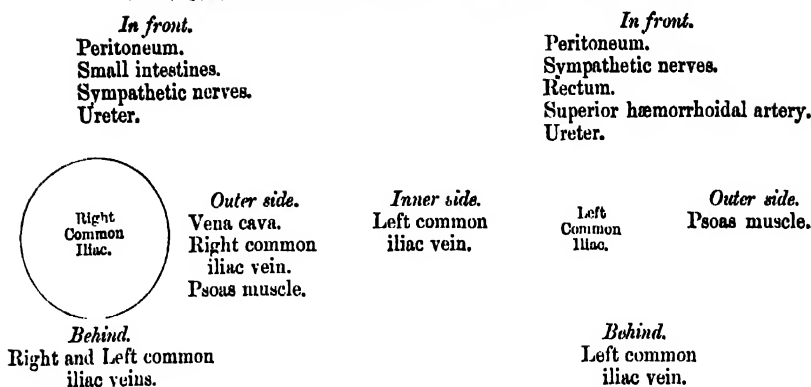 In front.
Peritoneum.
Small intestines.
Sympathetic nerves.
Ureter.
In front.
Peritoneum.
Sympathetic nerves.
Rectum.
Superior hæmorrhoidal artery.
Ureter.
Right
Common
Iliac.
Outer side.
Vena cava.
Right common
iliac vein.
Psoas muscle.
Inner side.
Left common
iliac vein.
Left
Common
Iliac.
Outer side.
Psoas muscle.
Behind.
Right and Left common
iliac veins.
Behind.
Left common
iliac vein.